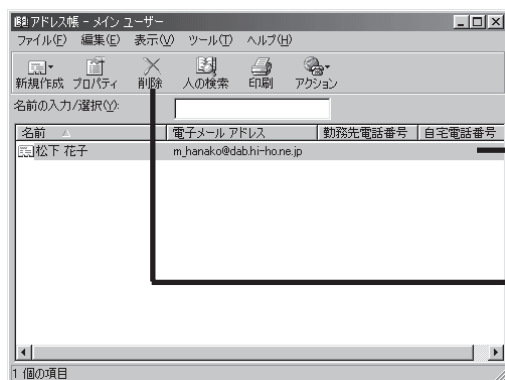 アドレス帳 - メイン ユーザー
ファイル(F) 編集(E) 表示(V) ツール(T) ヘルプ(H)
新規作成 プロパティ 削除 人の検索 印刷 アクション
名前の入力/選択(Y):
名前 電子メール アドレス 勤務先電話番号 自宅電話番号
松下 花子 m_hanako@dab.hi-ho.ne.jp
1 個の項目